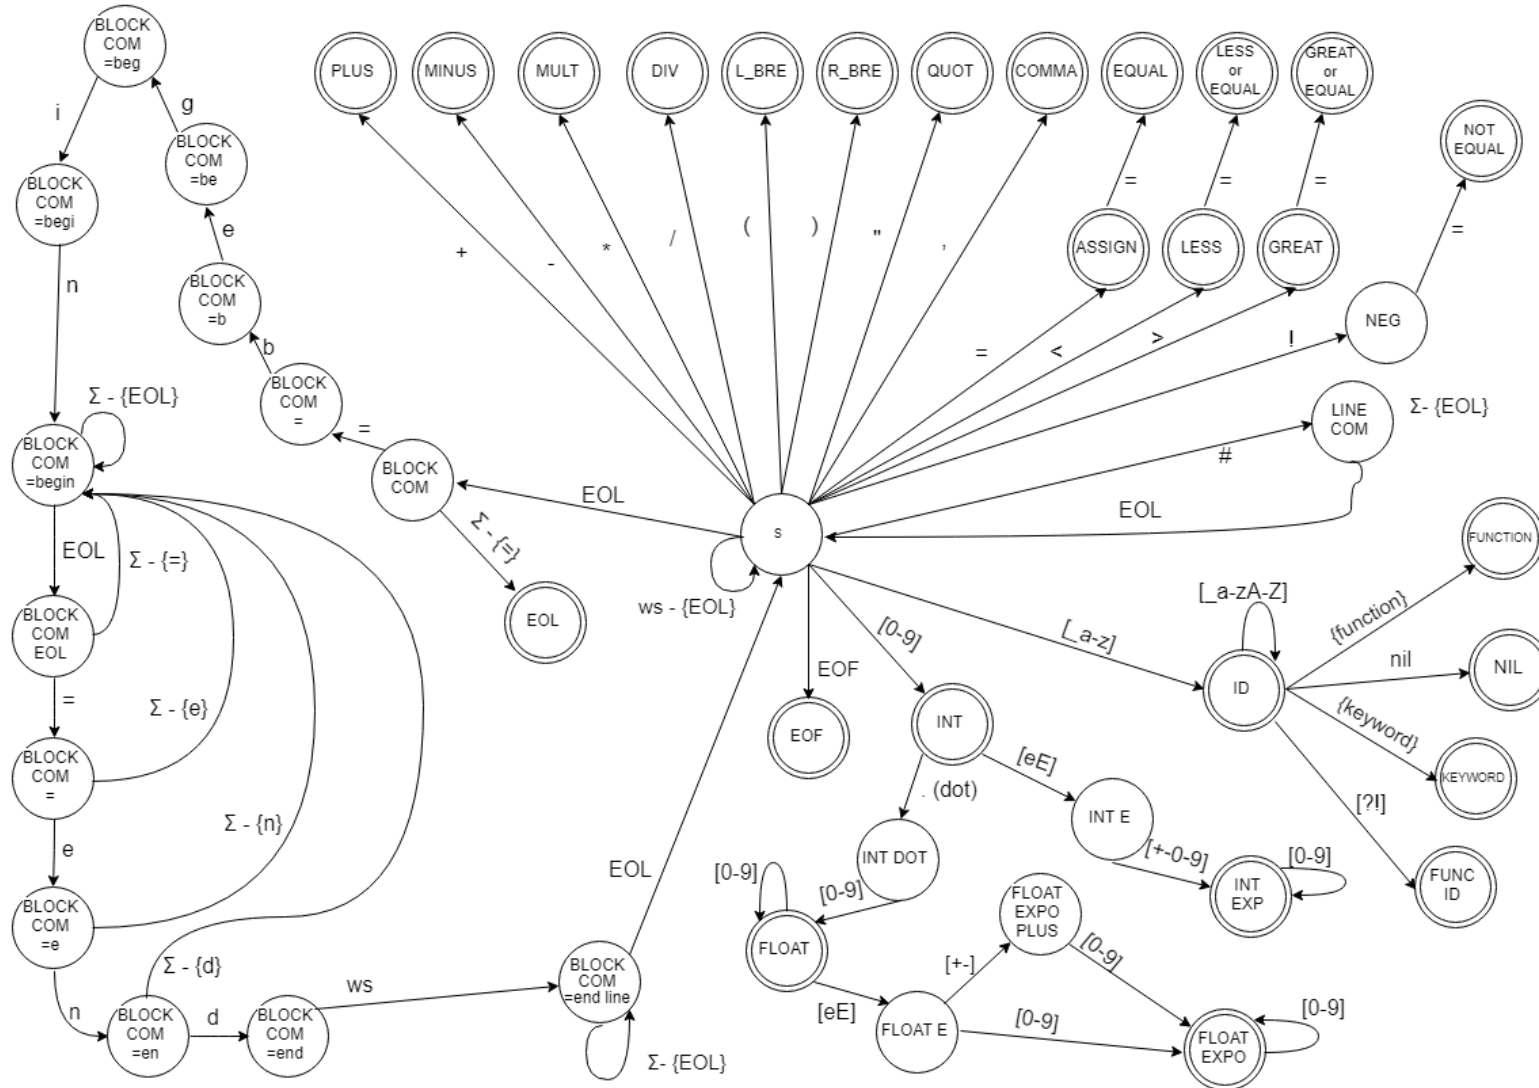 BLOCK
COM
=beg
PLUS
MINUS
MULT
DIV
L_BRE
R_BRE
QUOT
COMMA
EQUAL
LESS
or
EQUAL
GREAT
or
EQUAL
NOT
EQUAL
i
g
BLOCK
COM
=be
BLOCK
COM
=begi
e
n
BLOCK
COM
=b
b
+
-
*
/
(
)
"
,
=
=
=
=
ASSIGN
LESS
GREAT
NEG
=
<
>
!
Σ - {EOL}
BLOCK
COM
=
=
BLOCK
COM
=begin
BLOCK
COM
EOL
Σ - {=}
EOL
LINE
COM
Σ- {EOL}
#
EOL
s
ws - {EOL}
EOL
Σ - {=}
BLOCK
COM
EOL
=
Σ - {e}
BLOCK
COM
=
e
Σ - {n}
BLOCK
COM
=e
n
Σ - {d}
BLOCK
COM
=en
d
BLOCK
COM
=end
ws
BLOCK
COM
=end line
Σ- {EOL}
EOL
EOF
EOF
[0-9]
INT
[_a-z]
[_a-zA-Z]
ID
{function}
FUNCTION
nil
NIL
{keyword}
KEYWORD
[?!]
FUNC
ID
. (dot)
[eE]
INT DOT
INT E
[0-9]
[0-9]
FLOAT
[+-0-9]
INT
EXP
[0-9]
[eE]
FLOAT E
[+-]
FLOAT
EXPO
PLUS
[0-9]
[0-9]
FLOAT
EXPO
[0-9]